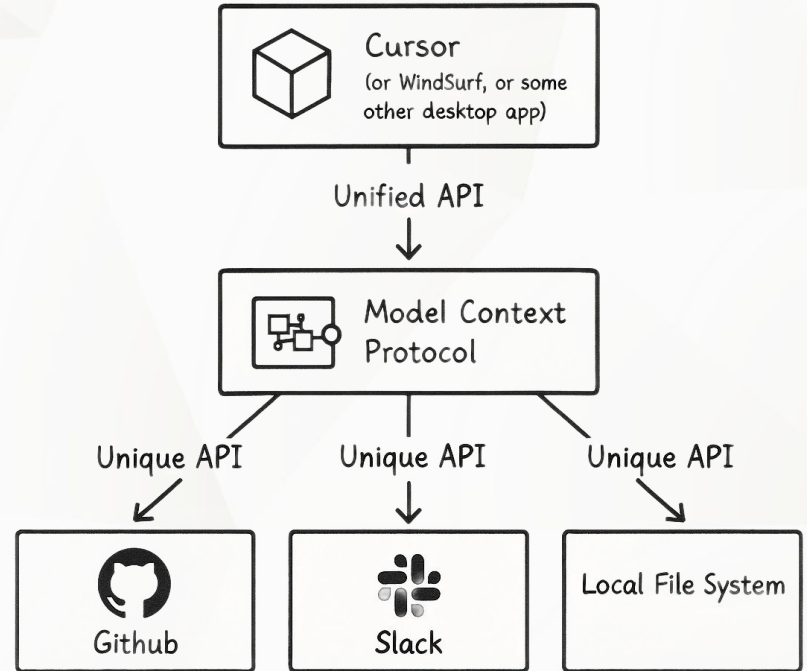 Cursor
(or WindSurf, or some
other desktop app)
Unified API
Model Context
Protocol
Unique API
Unique API
Unique API
Github
Slack
Local File System